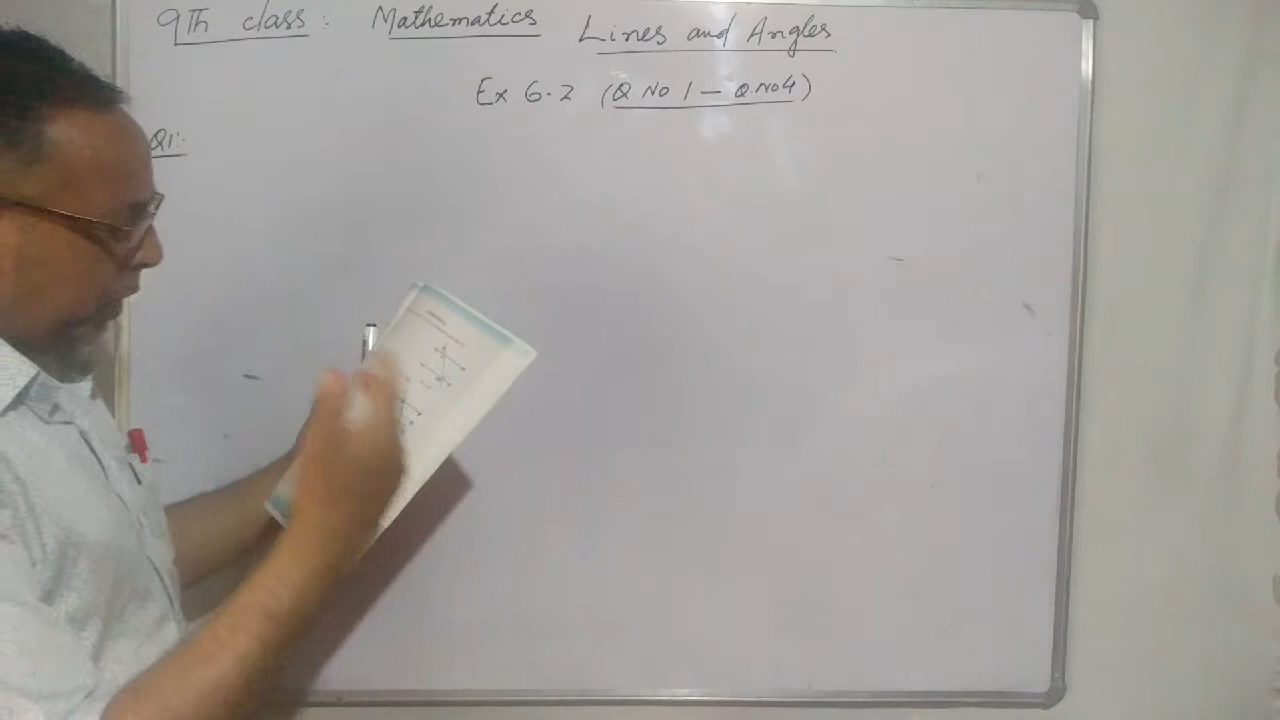 9TH class: Mathematics Lines and Angles
Ex 6.2 (Q No 1 - Q No 4)
Q1:-